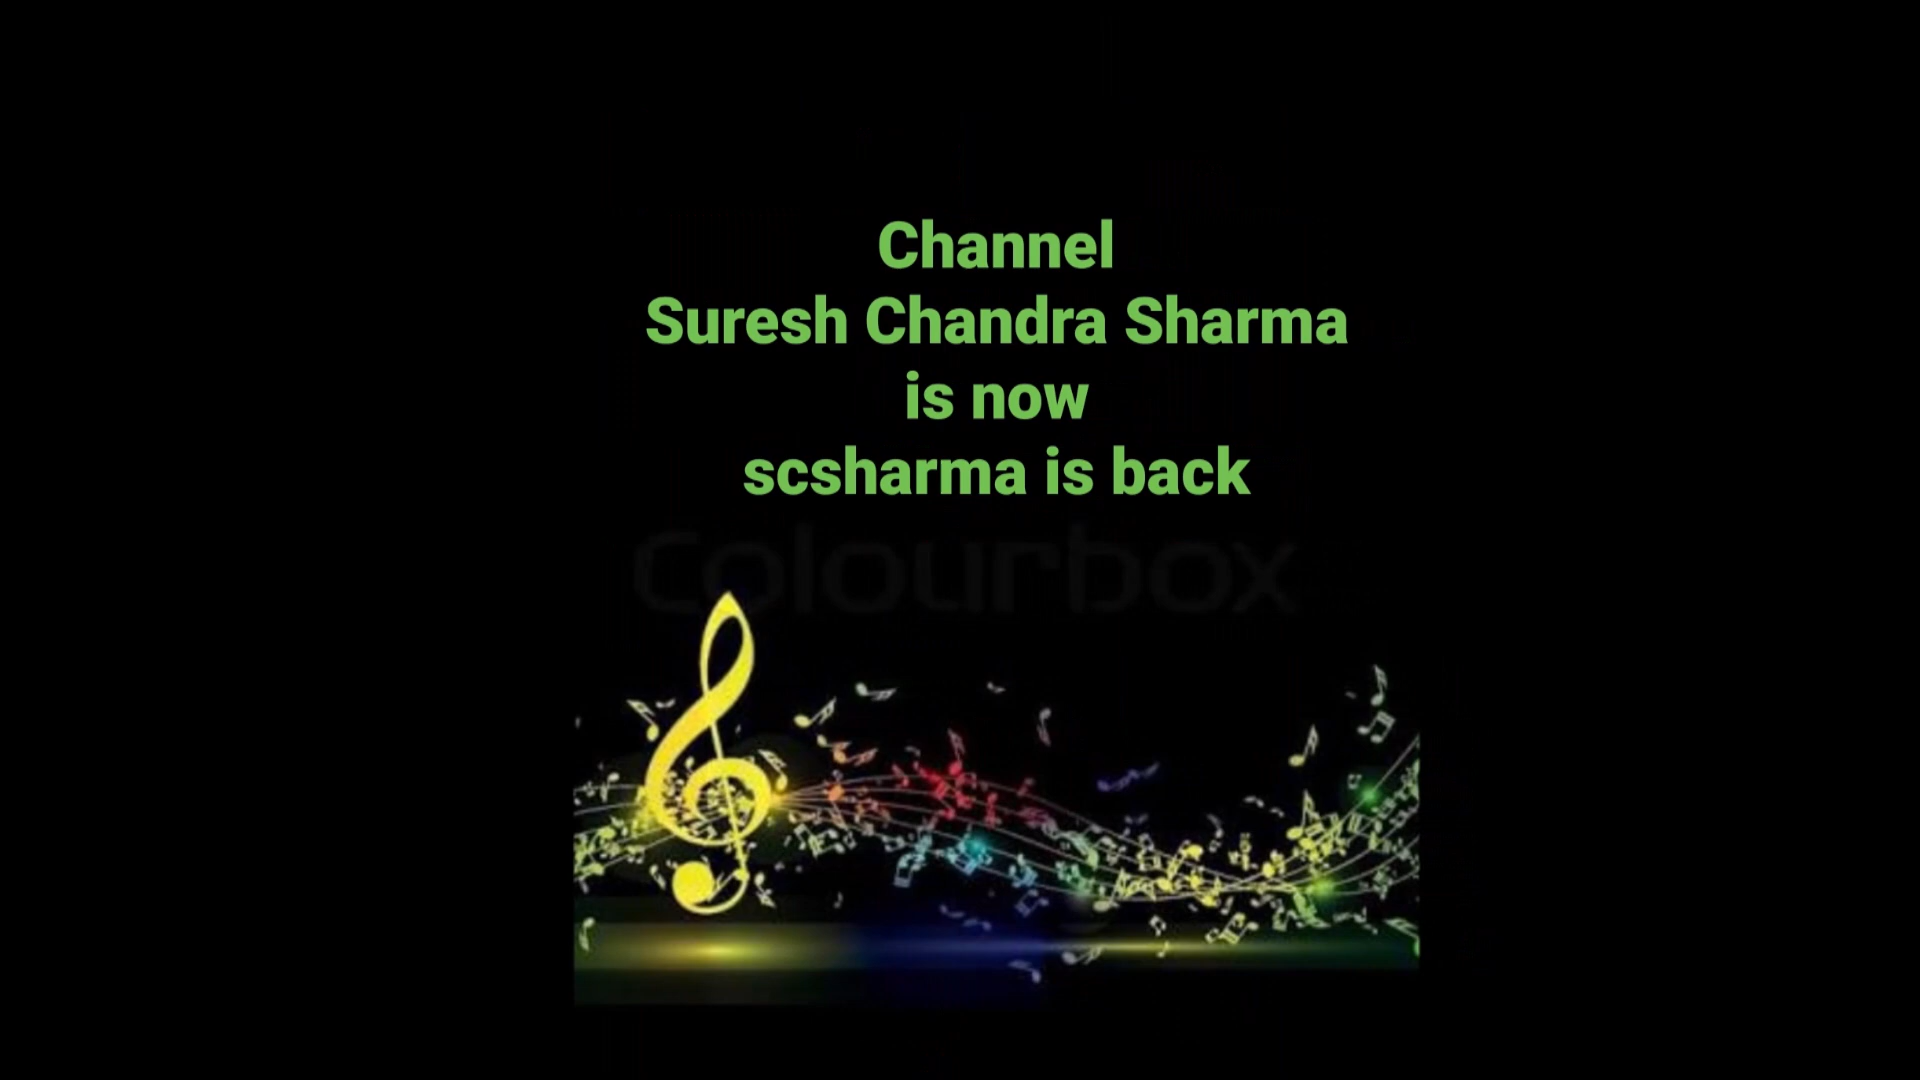 Channel
Suresh Chandra Sharma
is now
scsharma is back
colourbox